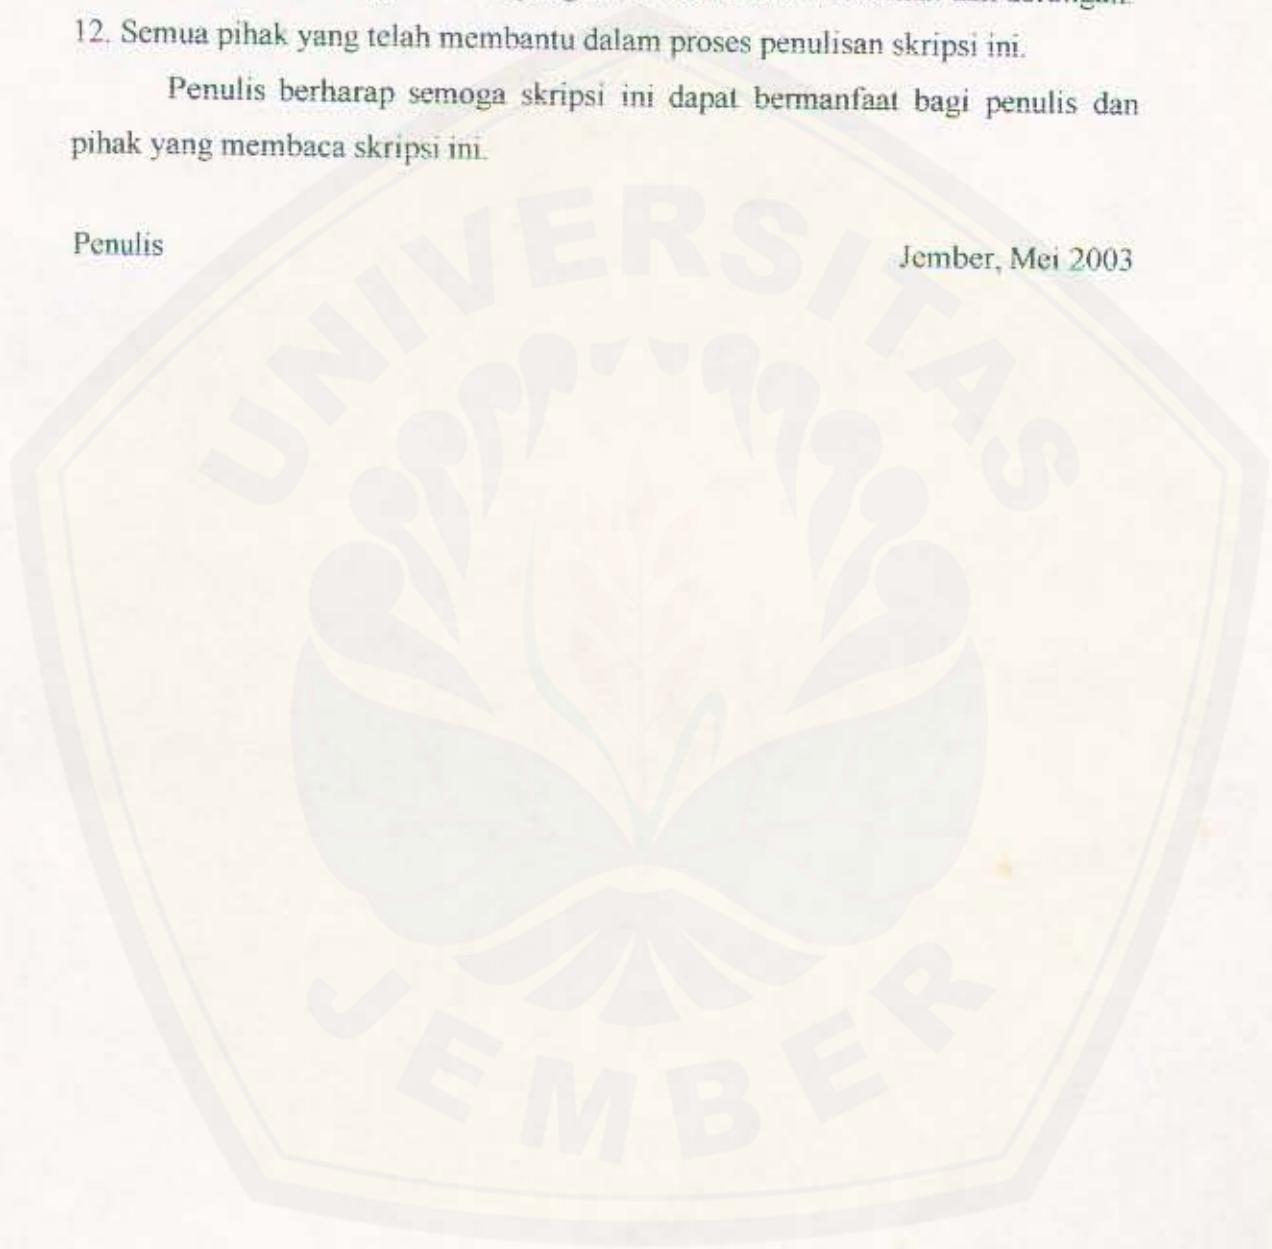 12. Semua pihak yang telah membantu dalam proses penulisan skripsi ini.
Penulis berharap semoga skripsi ini dapat bermanfaat bagi penulis dan
pihak yang membaca skripsi ini.
Penulis
Jember, Mei 2003
UNIVERSITAS
JEMBER